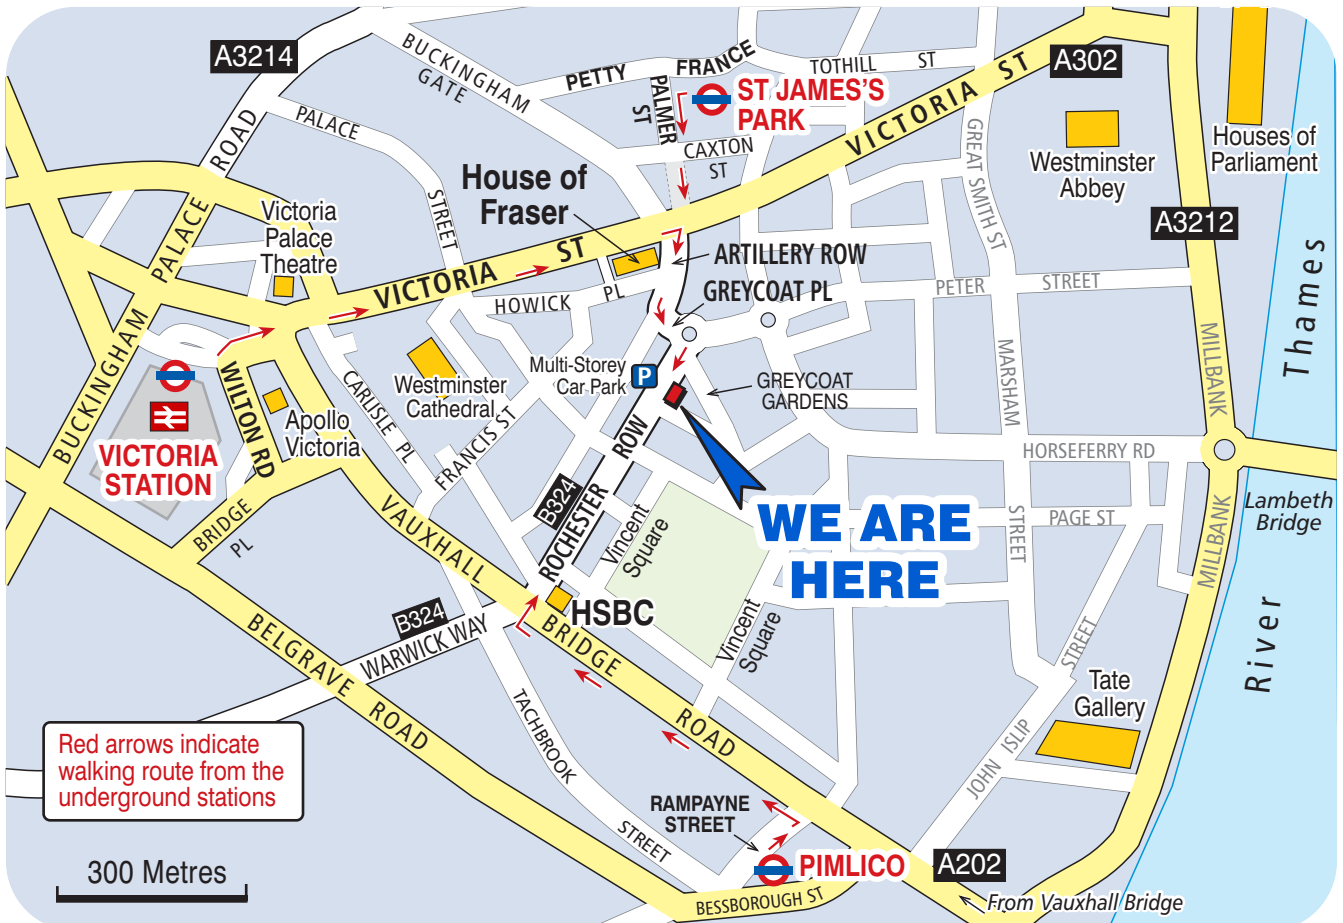 A3214
BUCKINGHAM
GATE
PETTY FRANCE
TOTHILL ST
A302
PALMER
ST
ST JAMES'S
PARK
VICTORIA ST
Houses of
Parliament
Westminster
Abbey
PALACE
STREET
BUCKINGHAM PALACE ROAD
CAXTON
ST
GREAT SMITH ST
House of
Fraser
Victoria
Palace
Theatre
A3212
VICTORIA ST
ARTILLERY ROW
GREYCOAT PL
HOWICK PL
PETER STREET
River Thames
MILLBANK
WILTON RD
Apollo
Victoria
CARLISLE PL
Westminster
Cathedral
Multi-Storey
Car Park
P
GREYCOAT
GARDENS
MARSHAM
STREET
HORSEFERRY RD
VICTORIA
STATION
FRANCIS ST
ROCHESTER ROW
B324
BRIDGE
PL
VAUXHALL BRIDGE ROAD
Vincent
Square
WE ARE
HERE
PAGE ST
Lambeth
Bridge
MILLBANK
HSBC
B324
WARWICK WAY
BELGRAVE ROAD
Vincent
Square
Tate
Gallery
JOHN ISLIP STREET
TACHBROOK STREET
Red arrows indicate
walking route from the
underground stations
RAMPAYNE
STREET
PIMLICO
A202
BESSBOROUGH ST
From Vauxhall Bridge
300 Metres